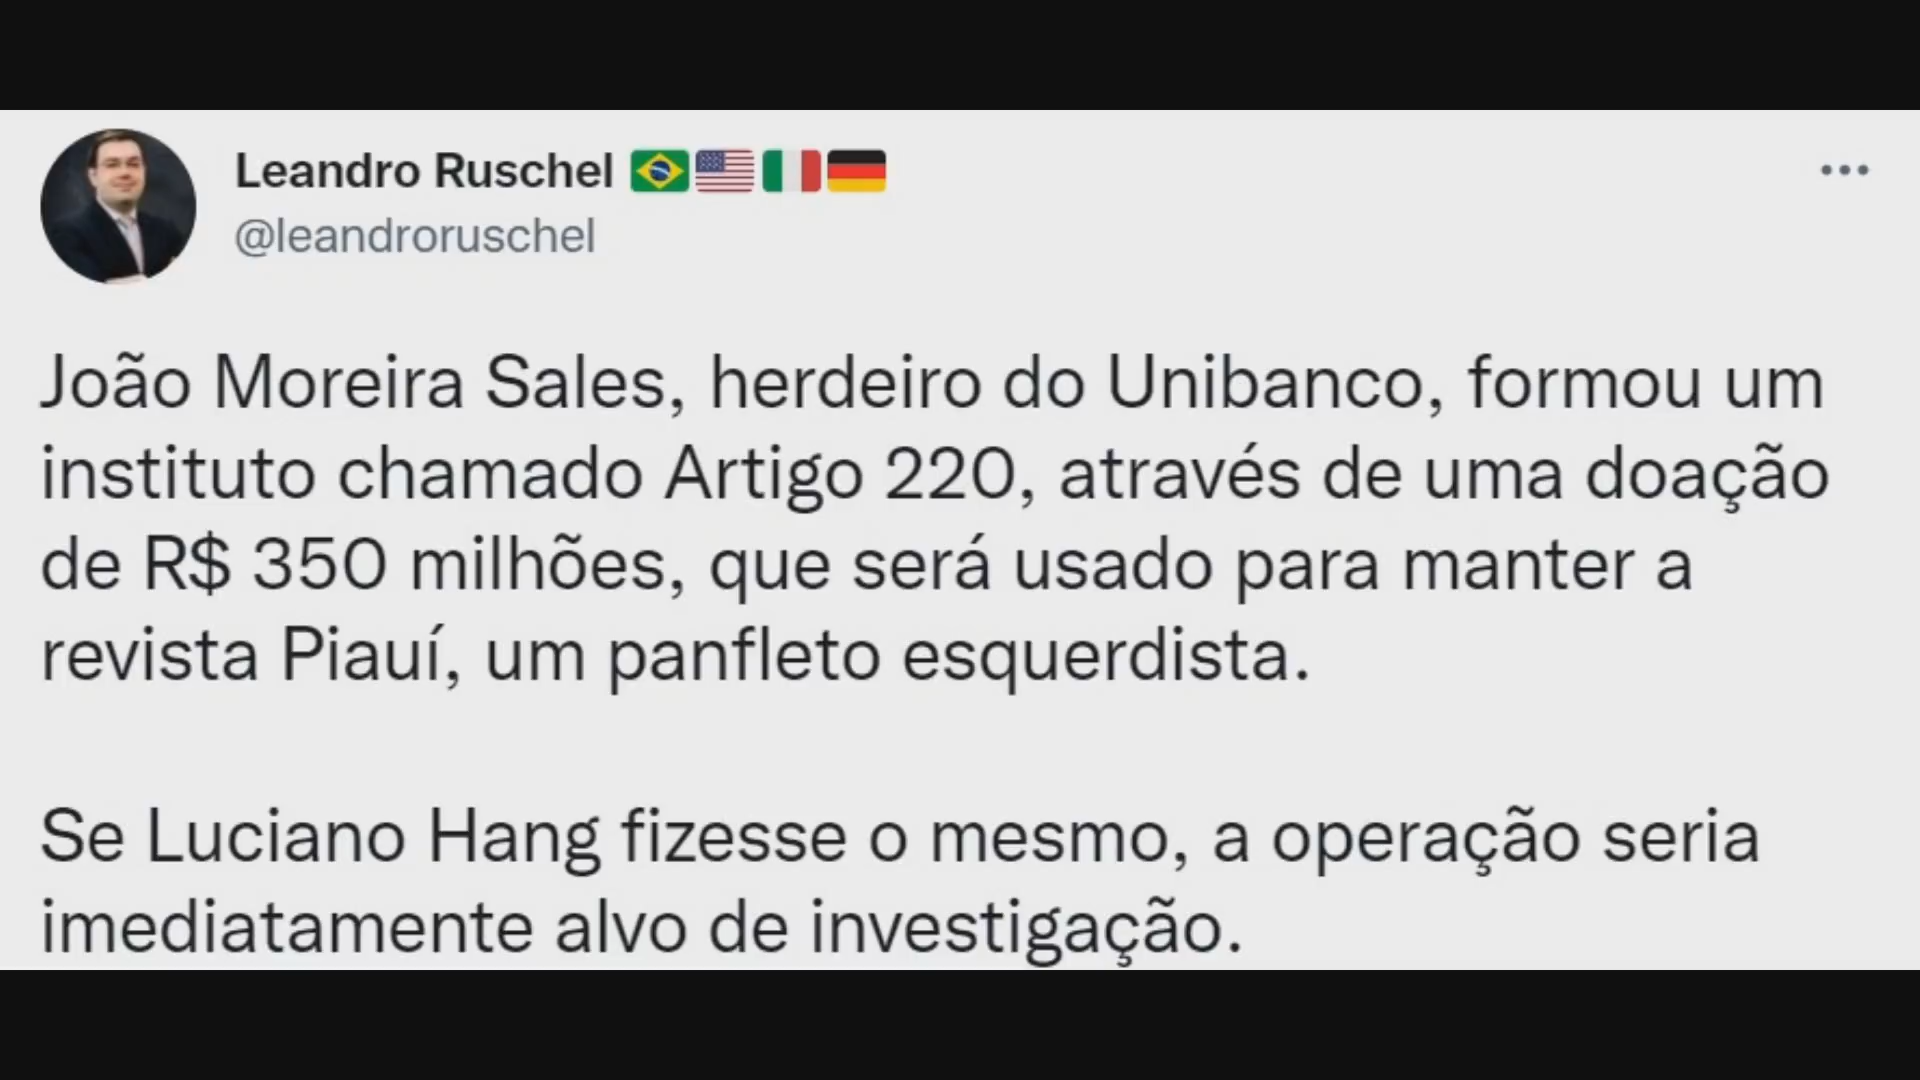 Leandro Ruschel
@leandroruschel
João Moreira Sales, herdeiro do Unibanco, formou um
instituto chamado Artigo 220, através de uma doação
de R$ 350 milhões, que será usado para manter a
revista Piauí, um panfleto esquerdista.
Se Luciano Hang fizesse o mesmo, a operação seria
imediatamente alvo de investigação.